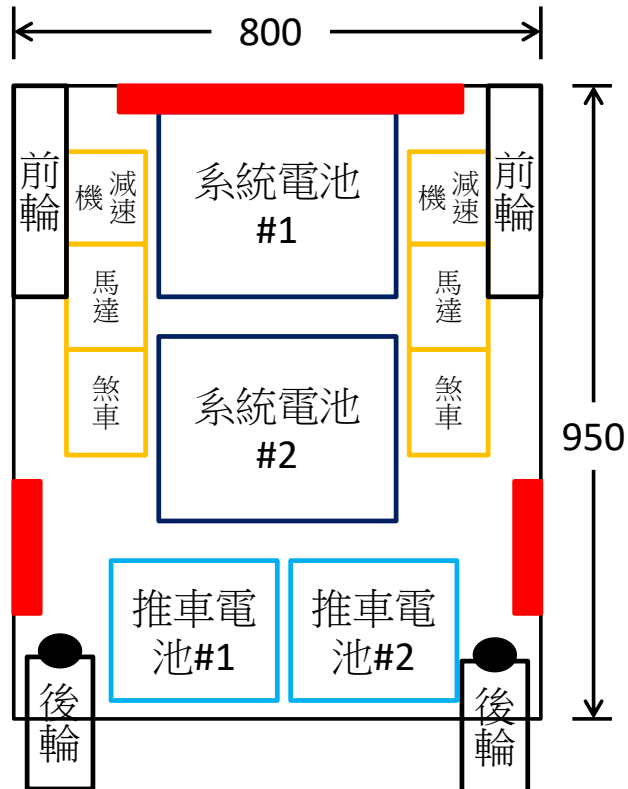 800
前輪
減速機
系統電池
#1
減速機
前輪
馬達
馬達
煞車
系統電池
#2
煞車
950
推車電
池#1
推車電
池#2
後輪
後輪